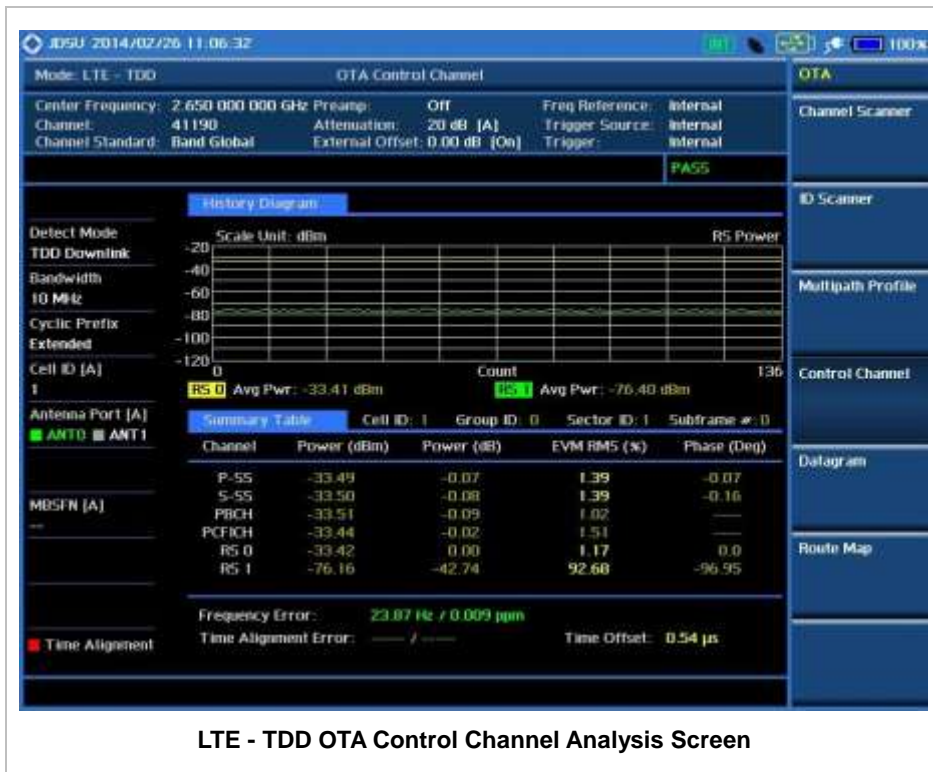 JDSU 2014/02/26 11:06:32 100%
Mode: LTE - TDD OTA Control Channel OTA
Center Frequency: 2.650 000 000 GHz Preamp: Off Freq Reference: Internal
Channel: 41190 Attenuation: 20 dB [A] Trigger Source: Internal
Channel Standard: Band Global External Offset: 0.00 dB [On] Trigger: Internal
PASS
Channel Scanner
ID Scanner
Multipath Profile
Control Channel
Datagram
Route Map
Detect Mode
TDD Downlink
Bandwidth
10 MHz
Cyclic Prefix
Extended
Cell ID [A]
1
Antenna Port [A]
ANT0 ANT1
MBSFN [A]
--
Time Alignment
History Diagram
Scale Unit: dBm RS Power
-20
-40
-60
-80
-100
-120
0 Count 136
RS 0 Avg Pwr: -33.41 dBm RS 1 Avg Pwr: -76.40 dBm
Summary Table Cell ID: 1 Group ID: 0 Sector ID: 1 Subframe #: 0
Channel Power (dBm) Power (dB) EVM RMS (%) Phase (Deg)
P-SS -33.49 -0.07 1.39 -0.07
S-SS -33.50 -0.08 1.39 -0.16
PBCH -33.51 -0.09 1.02 ----
PCFICH -33.44 -0.02 1.51 ----
RS 0 -33.42 0.00 1.17 0.0
RS 1 -76.16 -42.74 92.68 -96.95
Frequency Error: 23.87 Hz / 0.009 ppm
Time Alignment Error: ---- / ---- Time Offset: 0.54 µs
LTE - TDD OTA Control Channel Analysis Screen